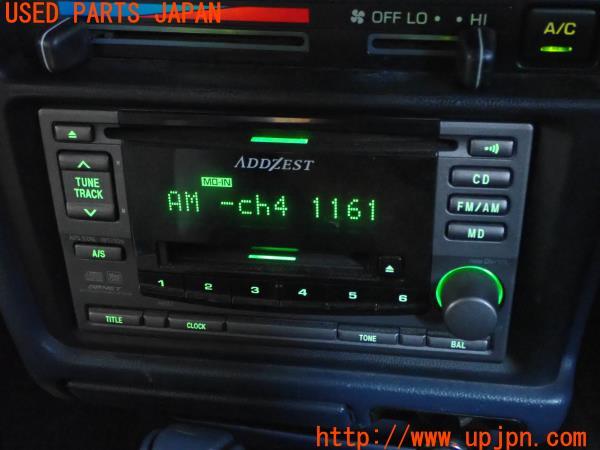 USED PARTS JAPAN
OFF LO • • HI
A/C
ADDZEST
MD-IN
AM -ch4 1161
TUNE
TRACK
A/S
CD
FM/AM
MD
1 2 3 4 5 6
TITLE
CLOCK
TONE
BAL
http://www.upjpn.com